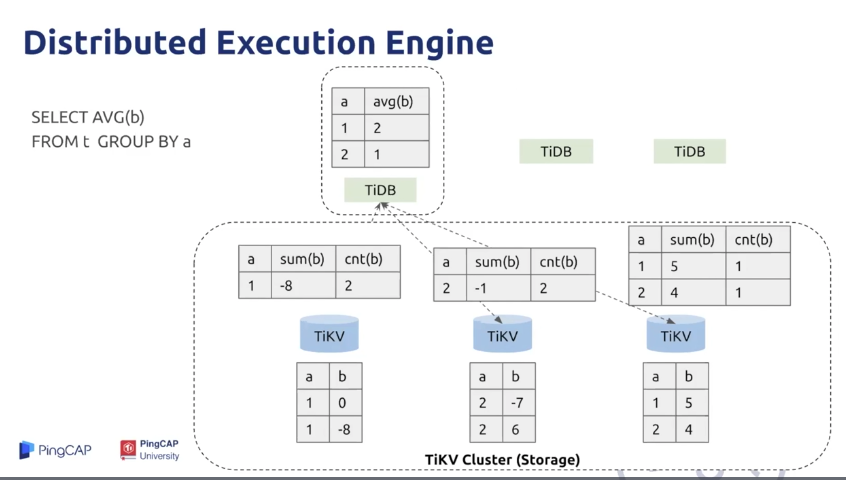 Distributed Execution Engine
SELECT AVG(b)
FROM t GROUP BY a
a avg(b)
1 2
2 1
TiDB
TiDB
TiDB
a sum(b) cnt(b)
1 -8 2
a sum(b) cnt(b)
2 -1 2
a sum(b) cnt(b)
1 5 1
2 4 1
TiKV
TiKV
TiKV
a b
1 0
1 -8
a b
2 -7
2 6
a b
1 5
2 4
TiKV Cluster (Storage)
PingCAP
PingCAP
University